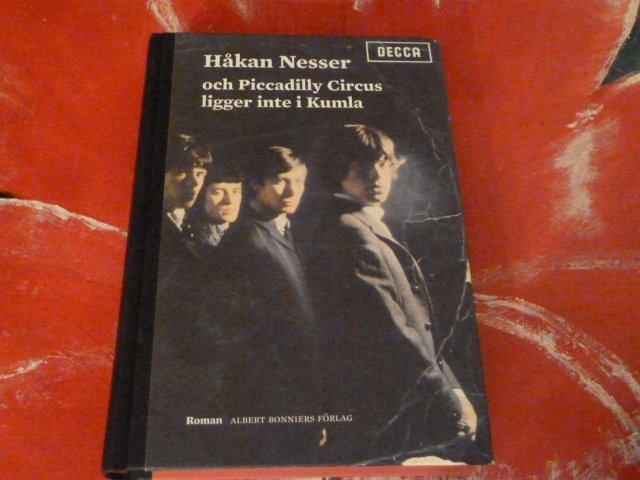 DECCA
Håkan Nesser
och Piccadilly Circus
ligger inte i Kumla
Roman ALBERT BONNIERS FÖRLAG